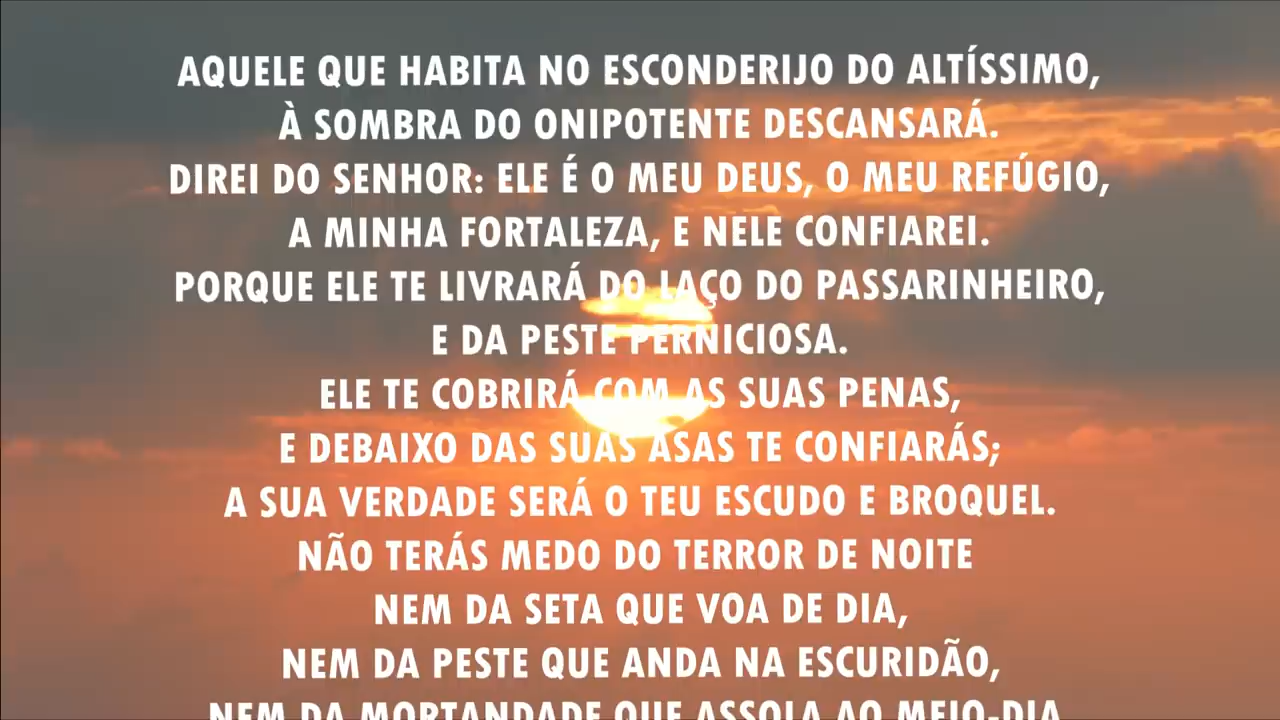 AQUELE QUE HABITA NO ESCONDERIJO DO ALTÍSSIMO,
À SOMBRA DO ONIPOTENTE DESCANSARÁ.
DIREI DO SENHOR: ELE É O MEU DEUS, O MEU REFÚGIO,
A MINHA FORTALEZA, E NELE CONFIAREI.
PORQUE ELE TE LIVRARÁ DO LAÇO DO PASSARINHEIRO,
E DA PESTE PERNICIOSA.
ELE TE COBRIRÁ COM AS SUAS PENAS,
E DEBAIXO DAS SUAS ASAS TE CONFIARÁS;
A SUA VERDADE SERÁ O TEU ESCUDO E BROQUEL.
NÃO TERÁS MEDO DO TERROR DE NOITE
NEM DA SETA QUE VOA DE DIA,
NEM DA PESTE QUE ANDA NA ESCURIDÃO,
NEM DA MORTANDADE QUE ASSOLA AO MEIO-DIA